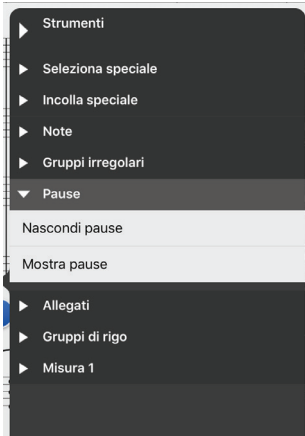 Strumenti
Seleziona speciale
Incolla speciale
Note
Gruppi irregolari
Pause
Nascondi pause
Mostra pause
Allegati
Gruppi di rigo
Misura 1